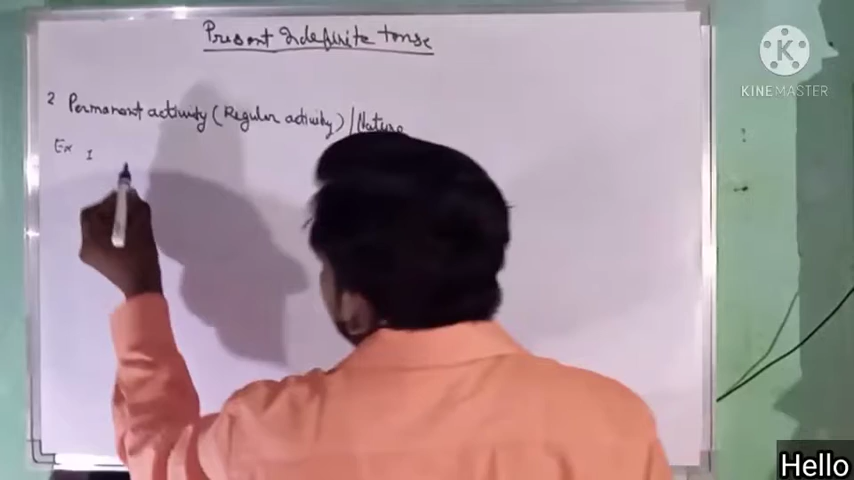 Present Indefinite tense
2 Permanent activity (Regular activity) / Nature
Ex I
K
KINEMASTER
Hello